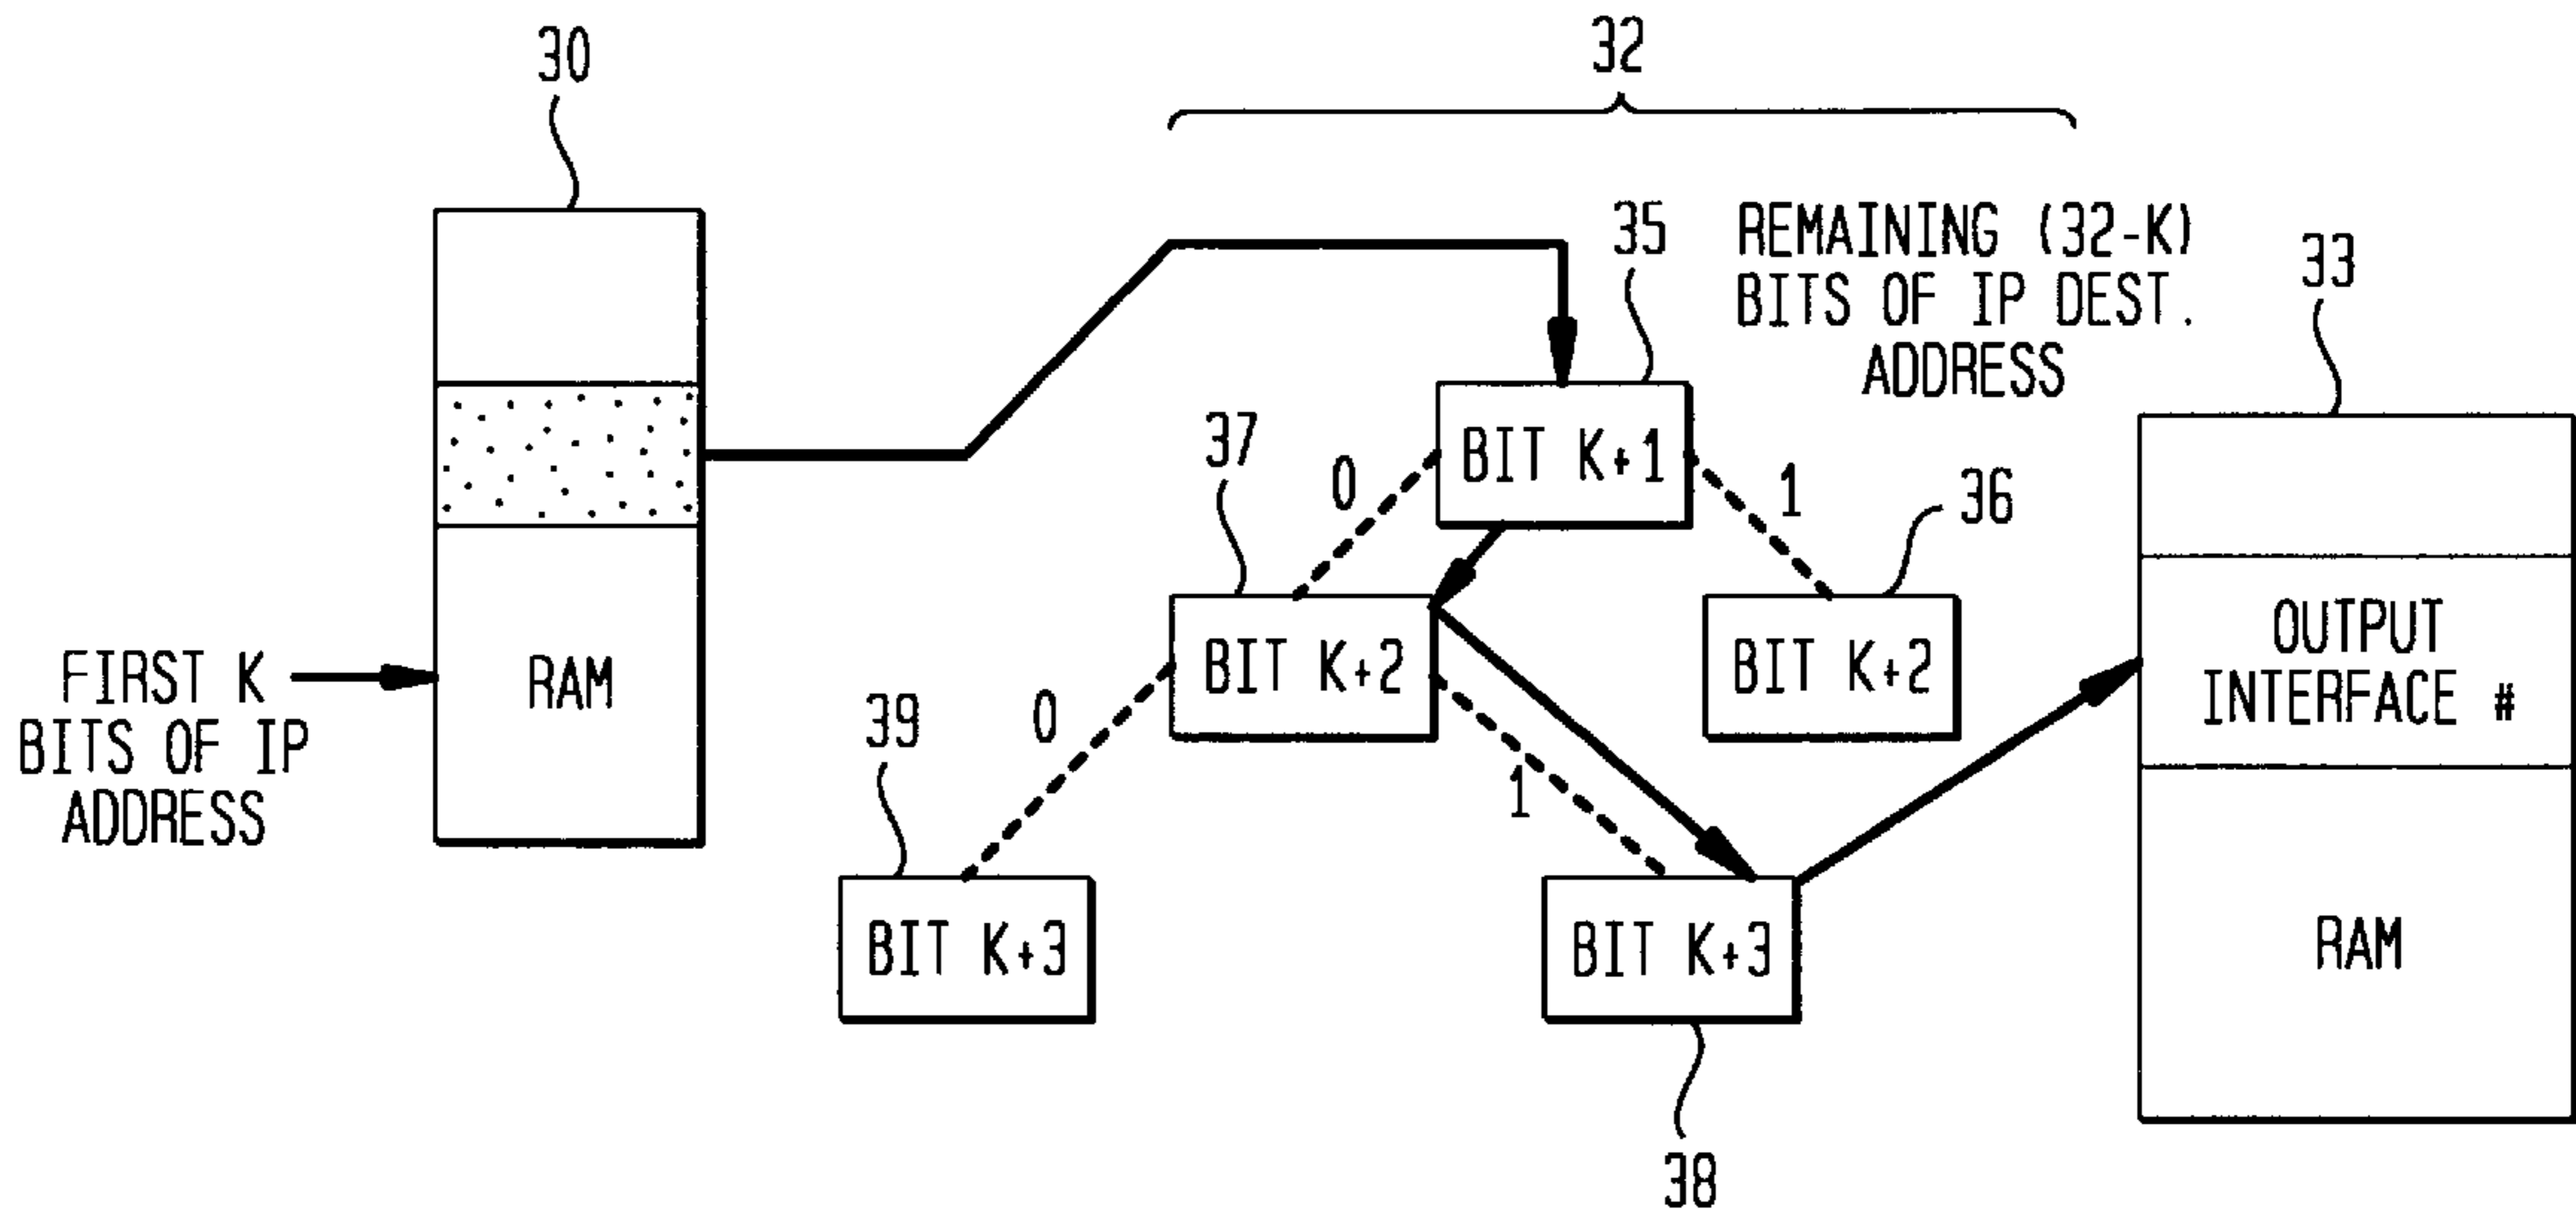 30
32
35
REMAINING (32-K)
BITS OF IP DEST.
ADDRESS
33
37
0
BIT K+1
1
36
FIRST K
BITS OF IP
ADDRESS
RAM
39
0
BIT K+2
1
BIT K+2
OUTPUT
INTERFACE #
BIT K+3
BIT K+3
RAM
38